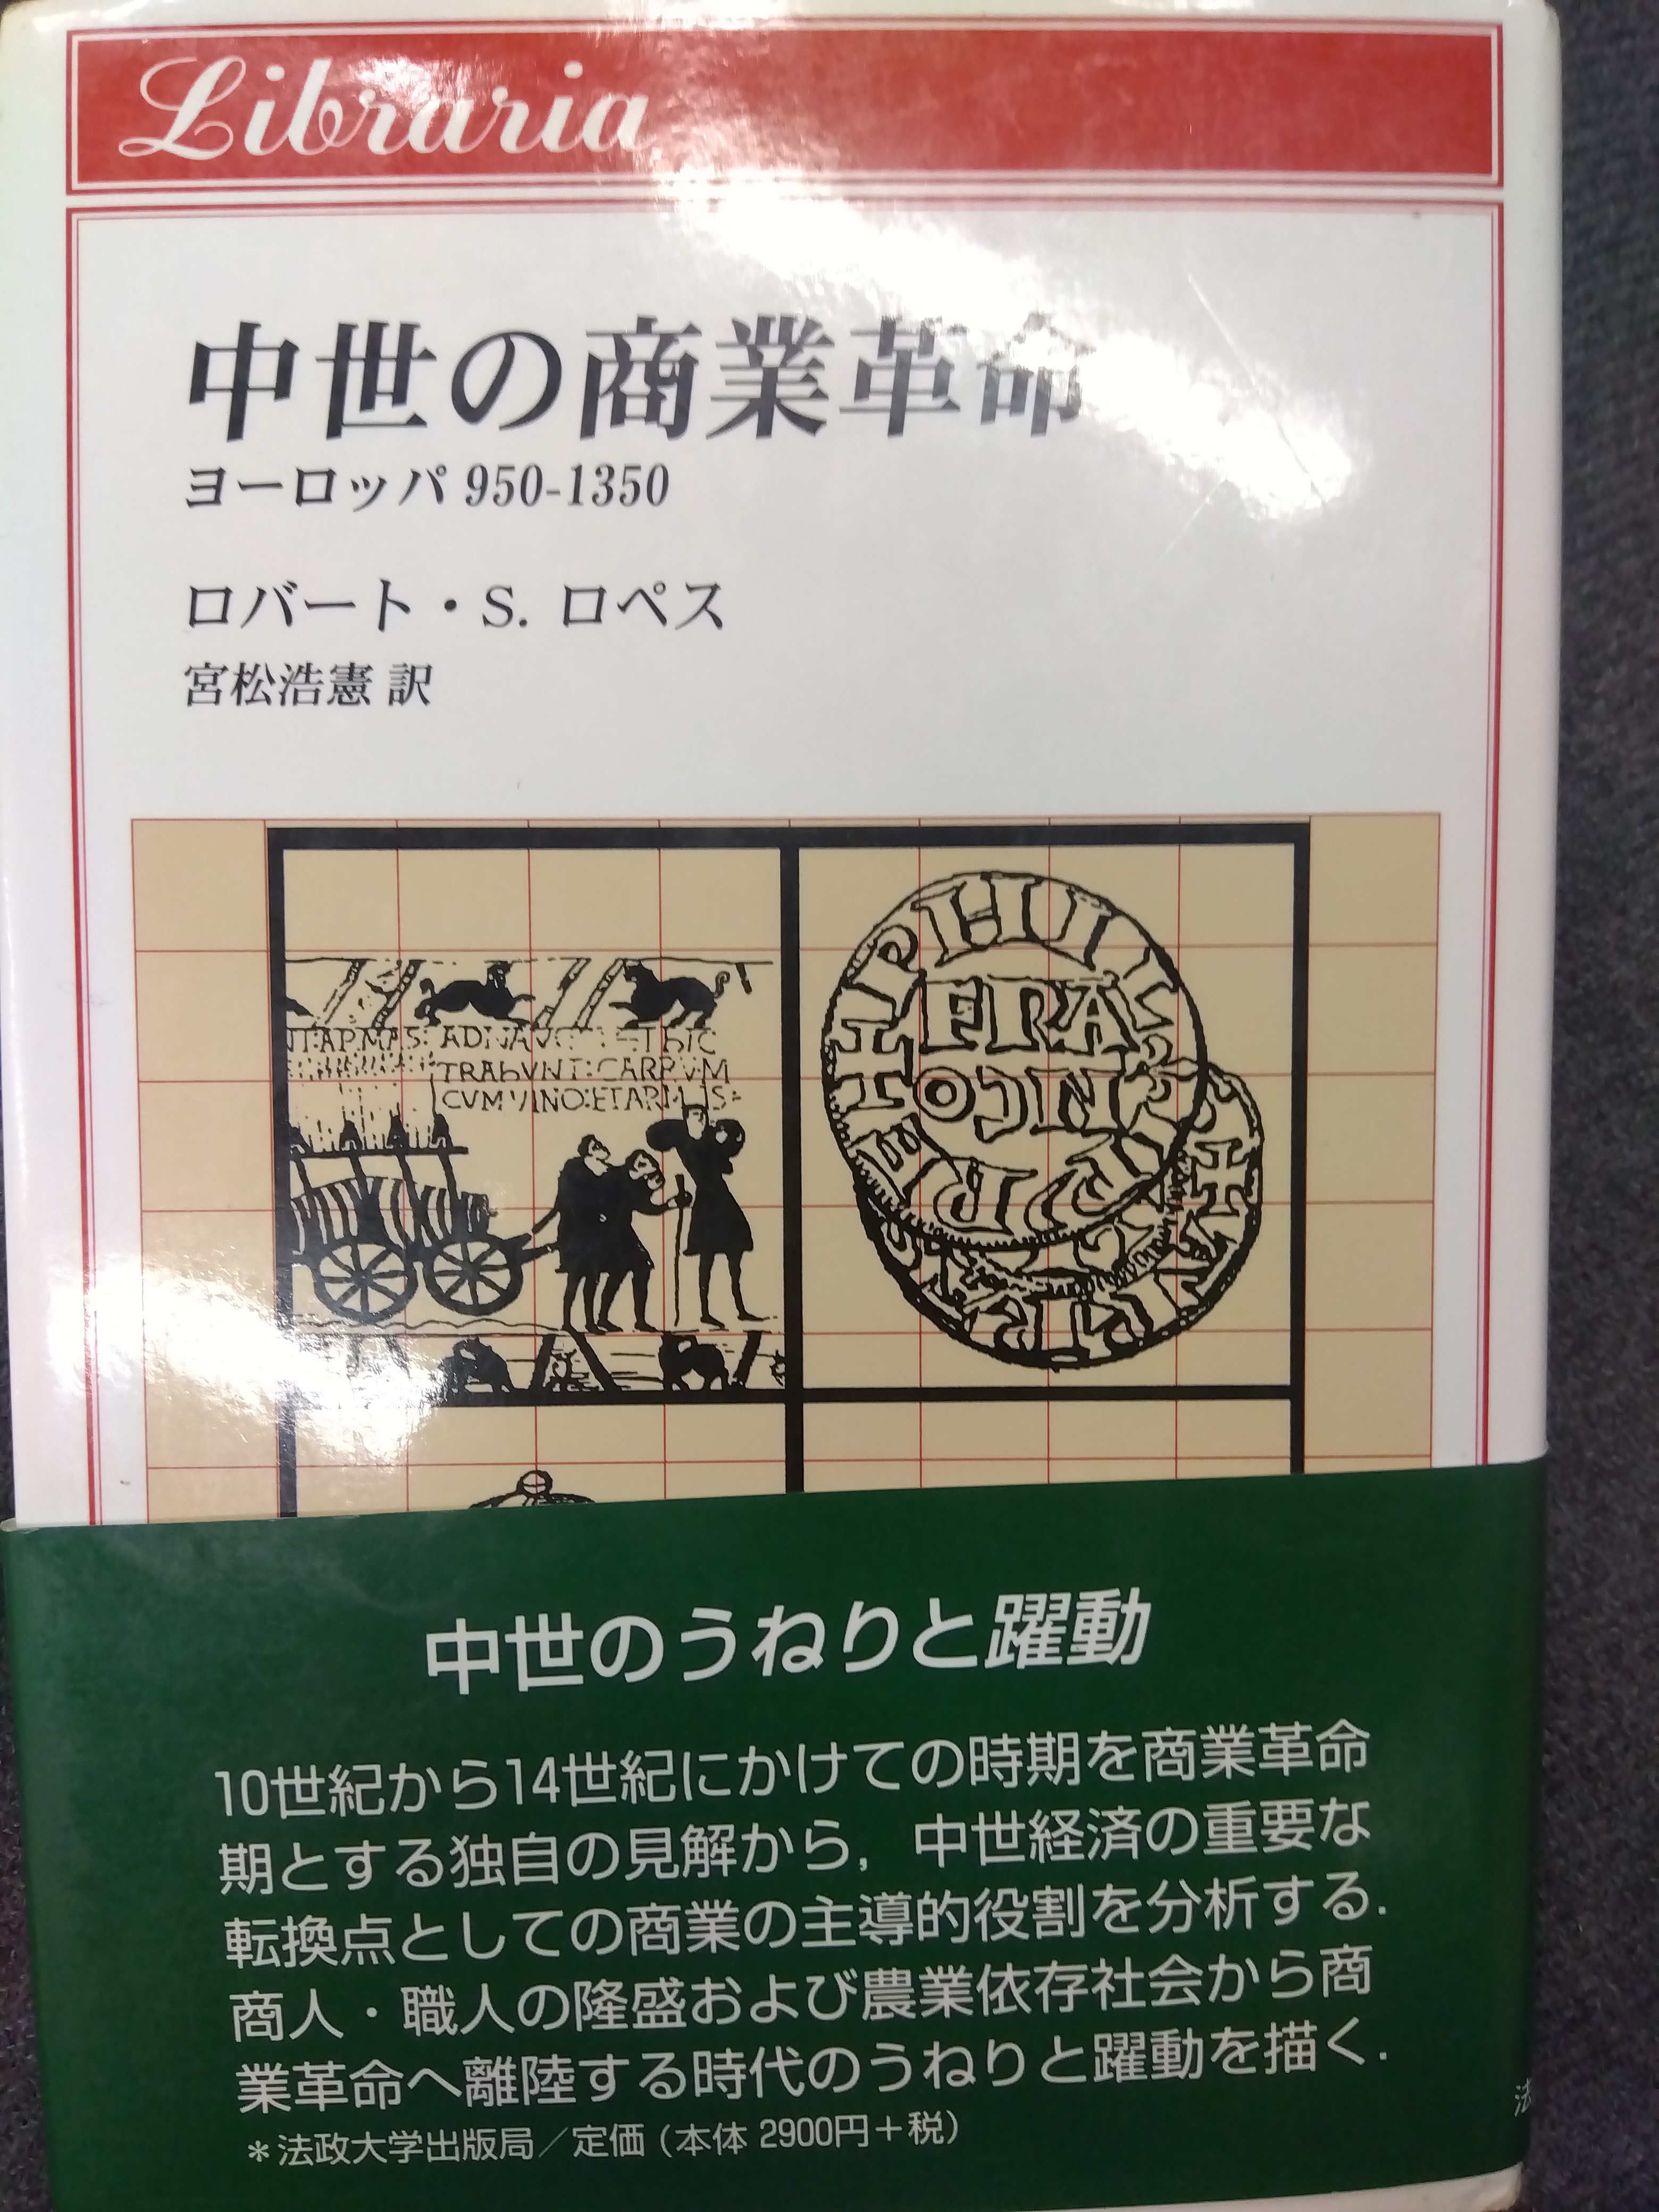 Libraria
中世の商業革命
ヨーロッパ 950-1350
ロバート・S. ロペス
宮松浩憲 訳
TRAhVNT:CARRVM
CVM VINO:ETARMIS:
PHI
FRA
NCO
中世のうねりと躍動
10世紀から14世紀にかけての時期を商業革命
期とする独自の見解から，中世経済の重要な
転換点としての商業の主導的役割を分析する．
商人・職人の隆盛および農業依存社会から商
業革命へ離陸する時代のうねりと躍動を描く．
＊法政大学出版局／定価（本体 2900円＋税）
法